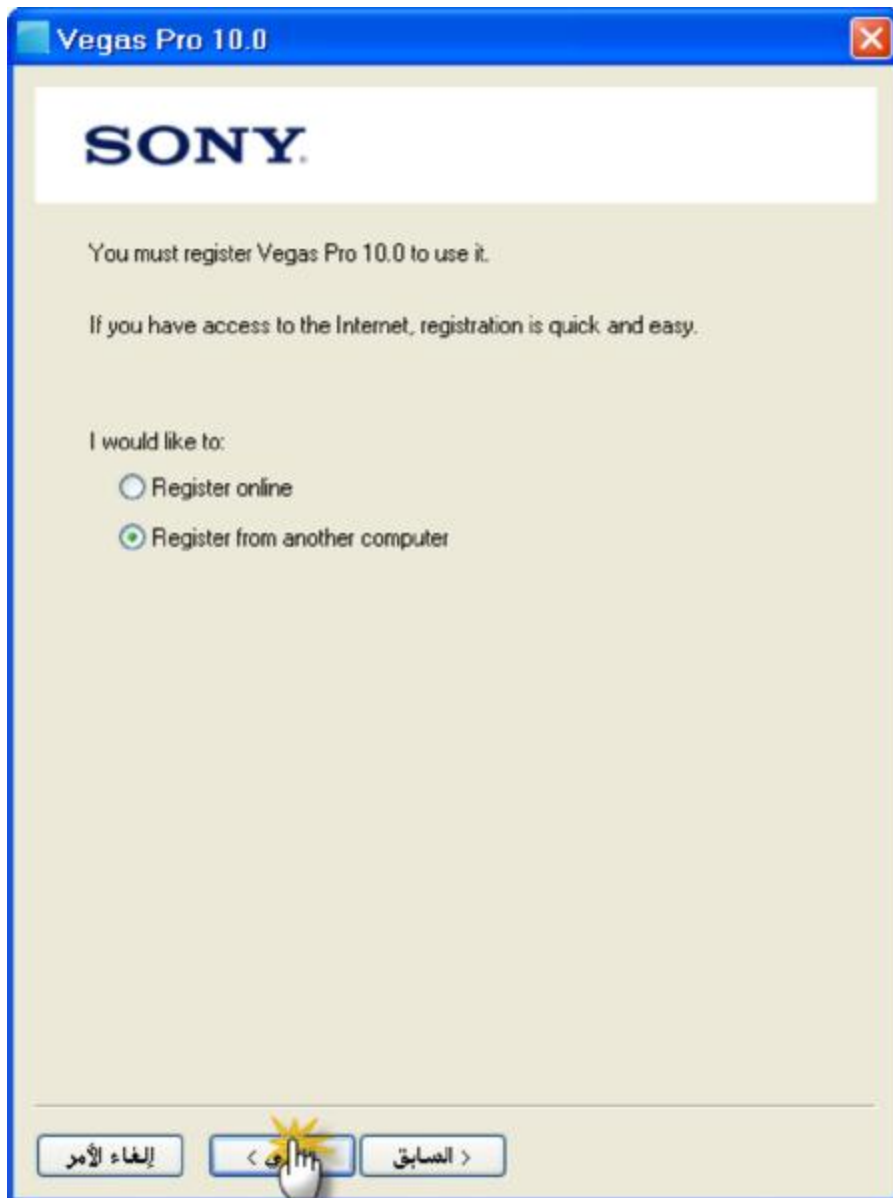 Vegas Pro 10.0
SONY.
You must register Vegas Pro 10.0 to use it.
If you have access to the Internet, registration is quick and easy.
I would like to:
Register online
Register from another computer
< السابق
>
إلغاء الأمر